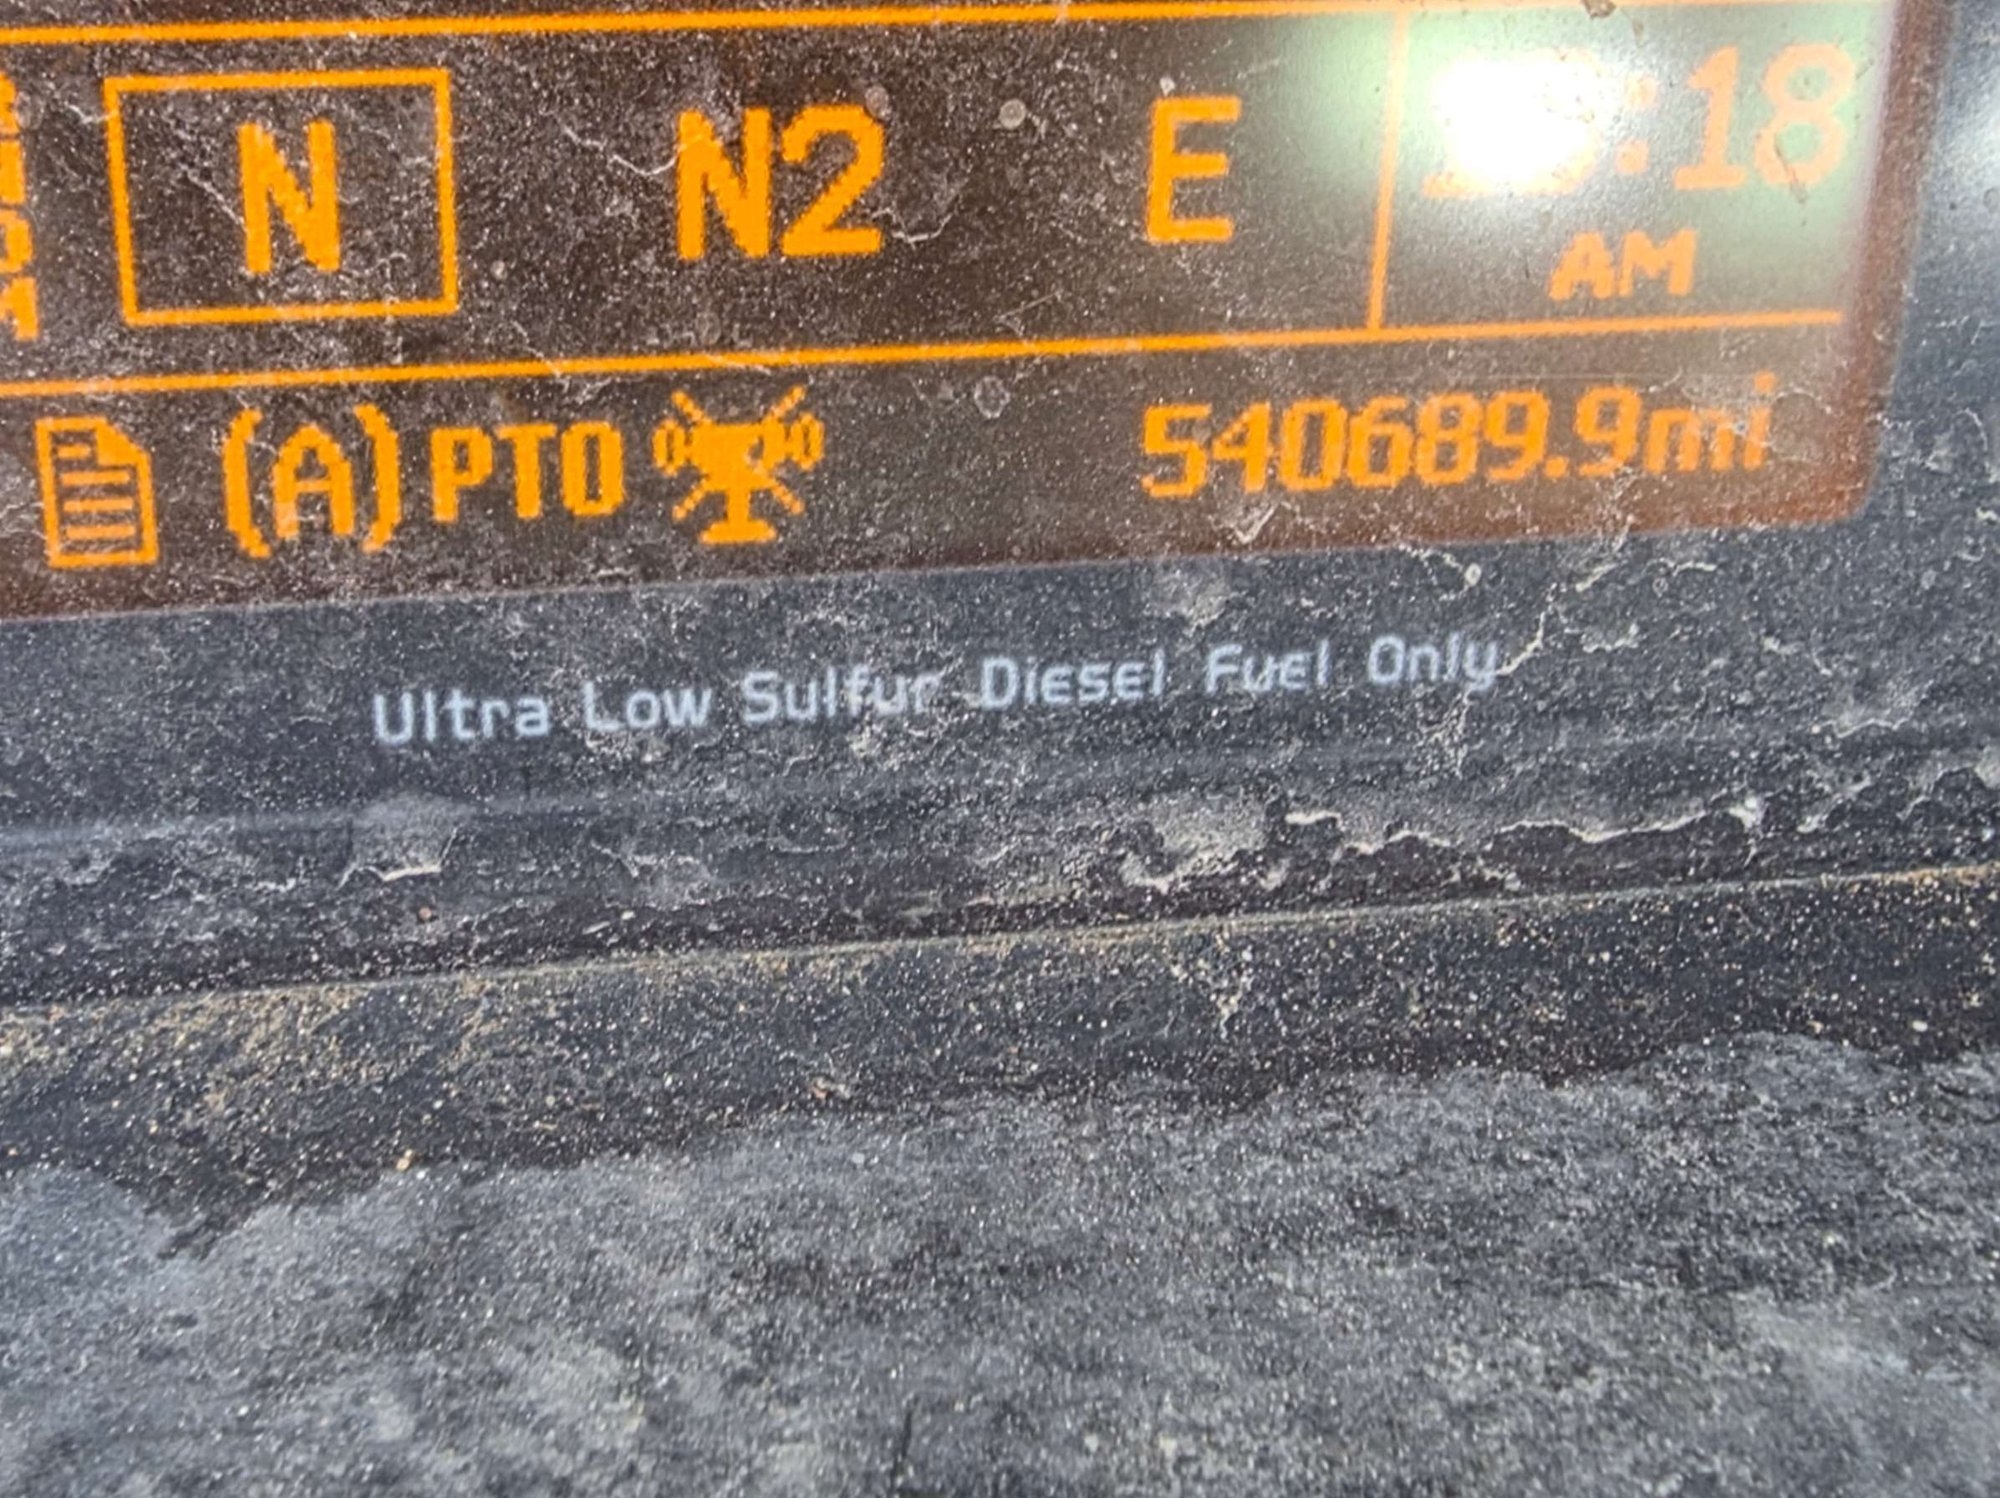 N N2 E :18
AM
(A) PTO 540689.9mi
Ultra Low Sulfur Diesel Fuel Only